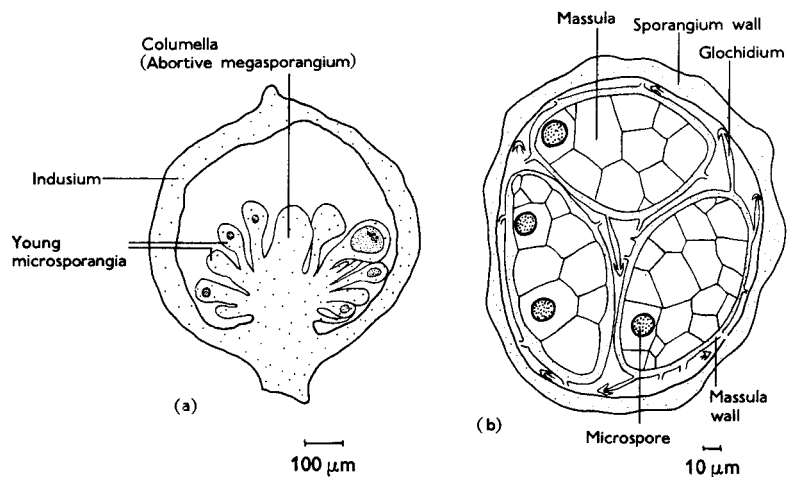 Columella
(Abortive megasporangium)
Indusium
Young
microsporangia
(a)
100 μm
Massula
Sporangium wall
Glochidium
Massula
wall
(b)
Microspore
10 μm